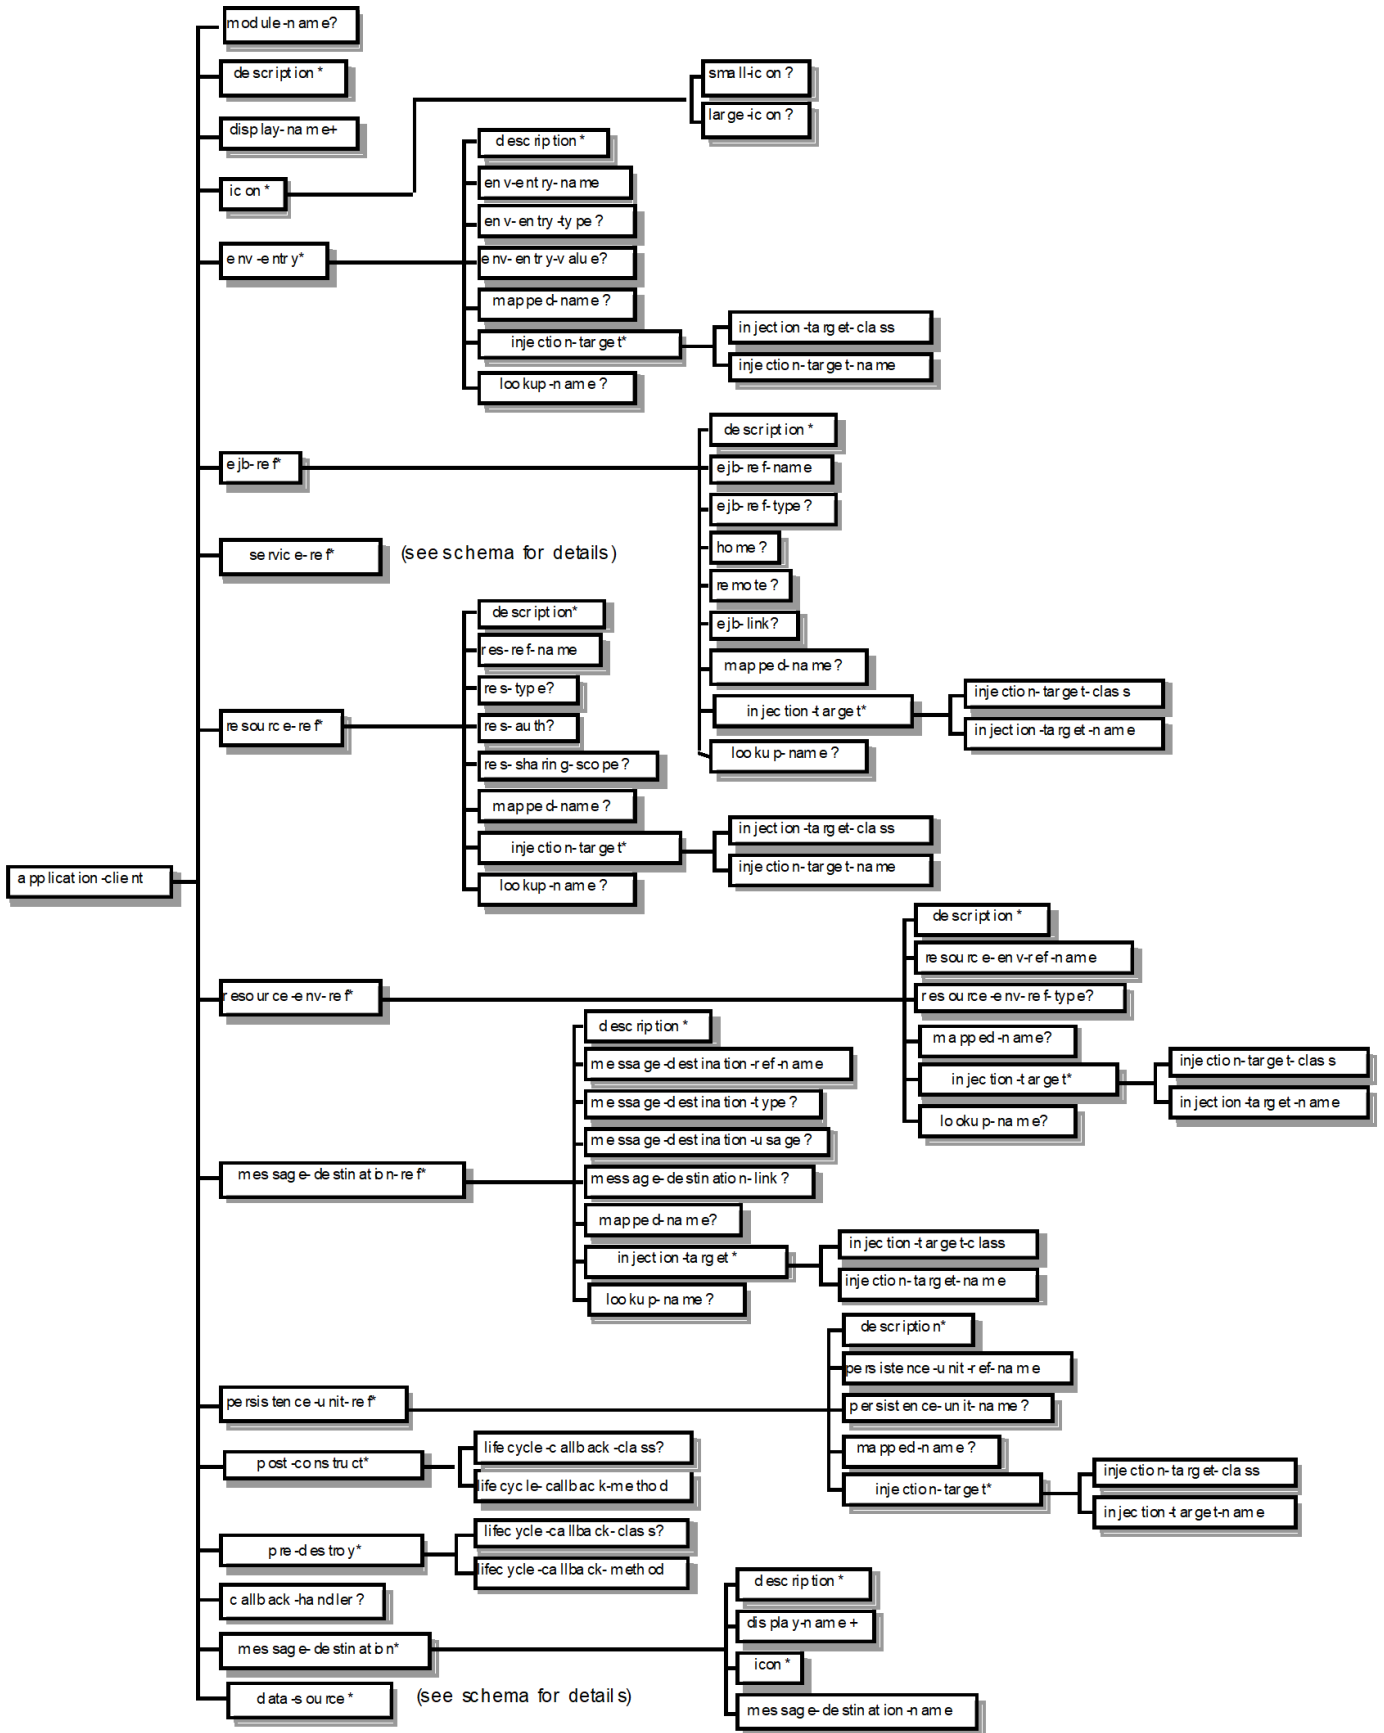 module-name?
description*
display-name+
icon*
small-icon?
large-icon?
env-entry*
description*
env-entry-name
env-entry-type?
env-entry-value?
mapped-name?
injection-target*
injection-target-class
injection-target-name
lookup-name?
ejb-ref*
description*
ejb-ref-name
ejb-ref-type?
home?
remote?
ejb-link?
mapped-name?
injection-target*
injection-target-class
injection-target-name
lookup-name?
service-ref*
(see schema for details)
resource-ref*
description*
res-ref-name
res-type?
res-auth?
res-sharing-scope?
mapped-name?
injection-target*
injection-target-class
injection-target-name
lookup-name?
application-client
resource-env-ref*
description*
resource-env-ref-name
resource-env-ref-type?
mapped-name?
injection-target*
injection-target-class
injection-target-name
lookup-name?
message-destination-ref*
description*
message-destination-ref-name
message-destination-type?
message-destination-usage?
message-destination-link?
mapped-name?
injection-target*
injection-target-class
injection-target-name
lookup-name?
persistence-unit-ref*
description*
persistence-unit-ref-name
persistence-unit-name?
mapped-name?
injection-target*
injection-target-class
injection-target-name
post-construct*
lifecycle-callback-class?
lifecycle-callback-method
pre-destroy*
lifecycle-callback-class?
lifecycle-callback-method
callback-handler?
message-destination*
description*
display-name+
icon*
message-destination-name
data-source*
(see schema for details)